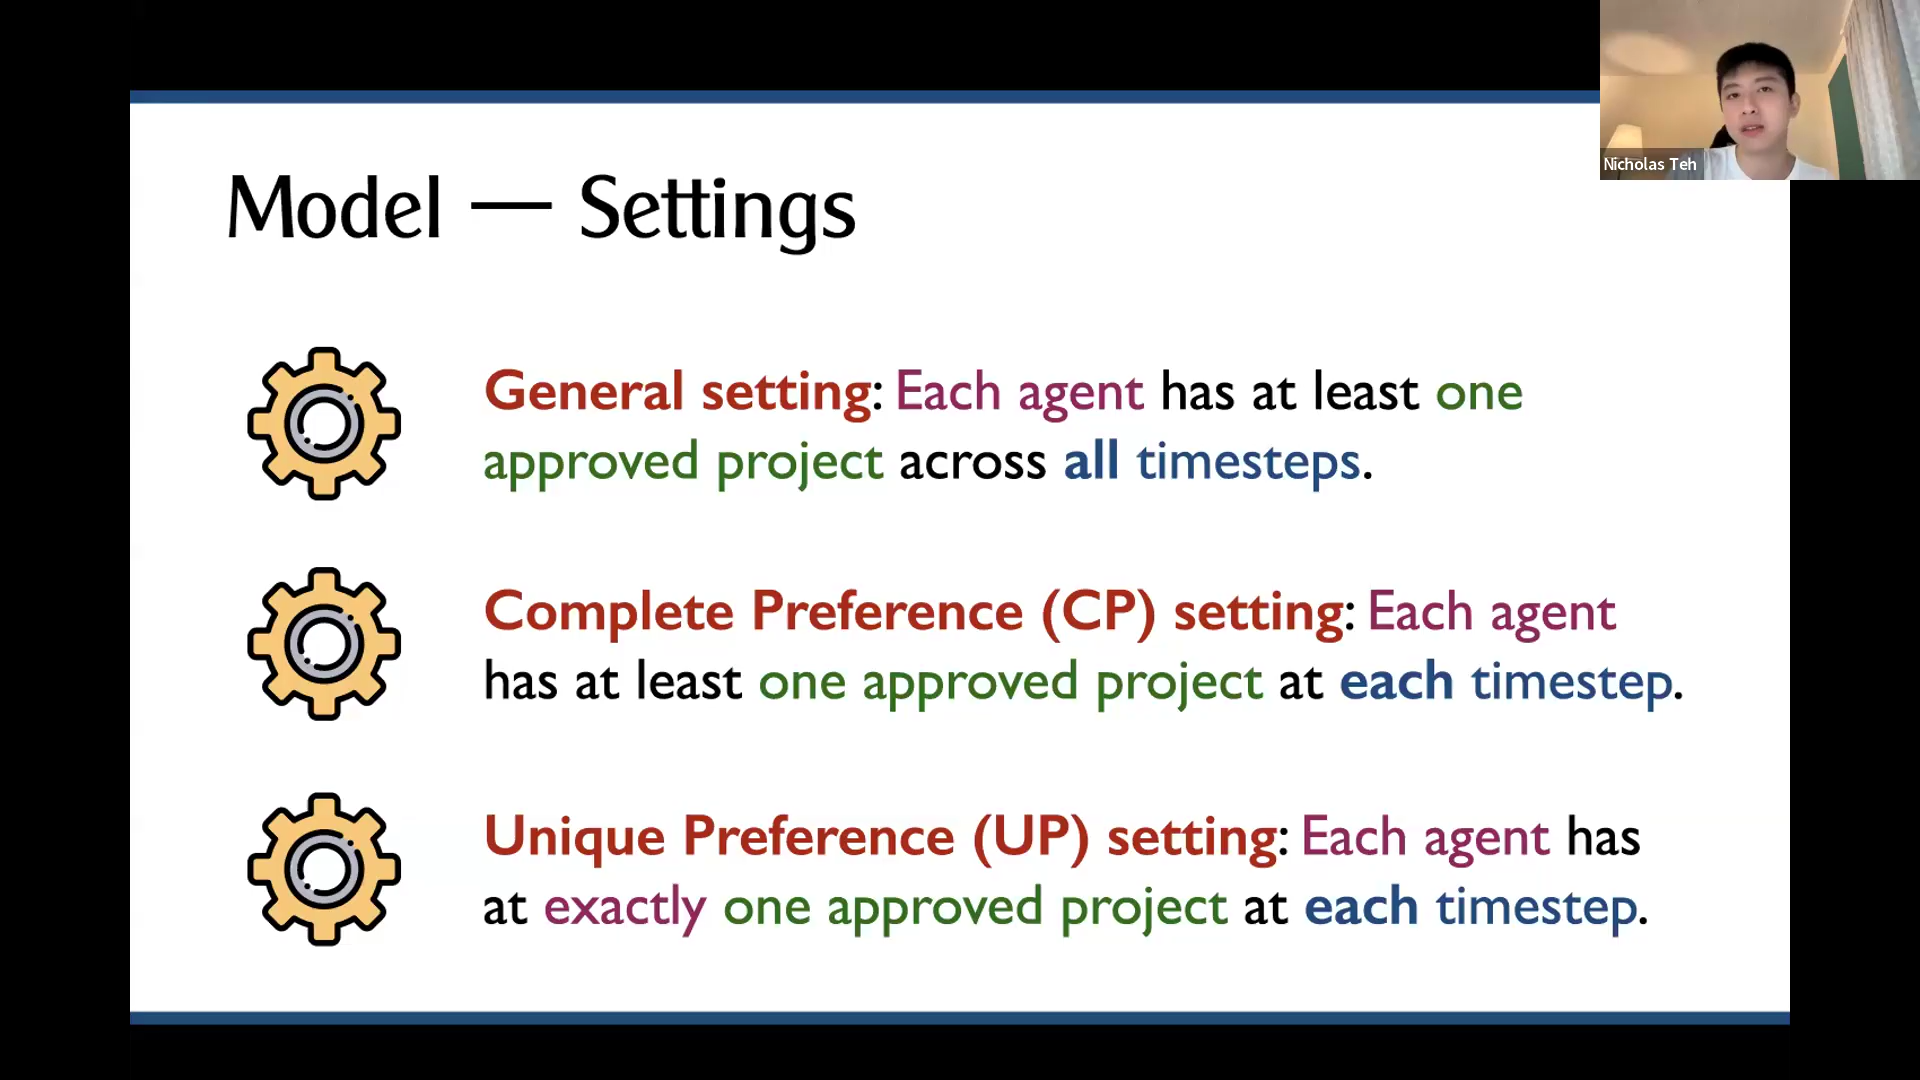 Nicholas Teh
Model — Settings
General setting: Each agent has at least one
approved project across all timesteps.
Complete Preference (CP) setting: Each agent
has at least one approved project at each timestep.
Unique Preference (UP) setting: Each agent has
at exactly one approved project at each timestep.